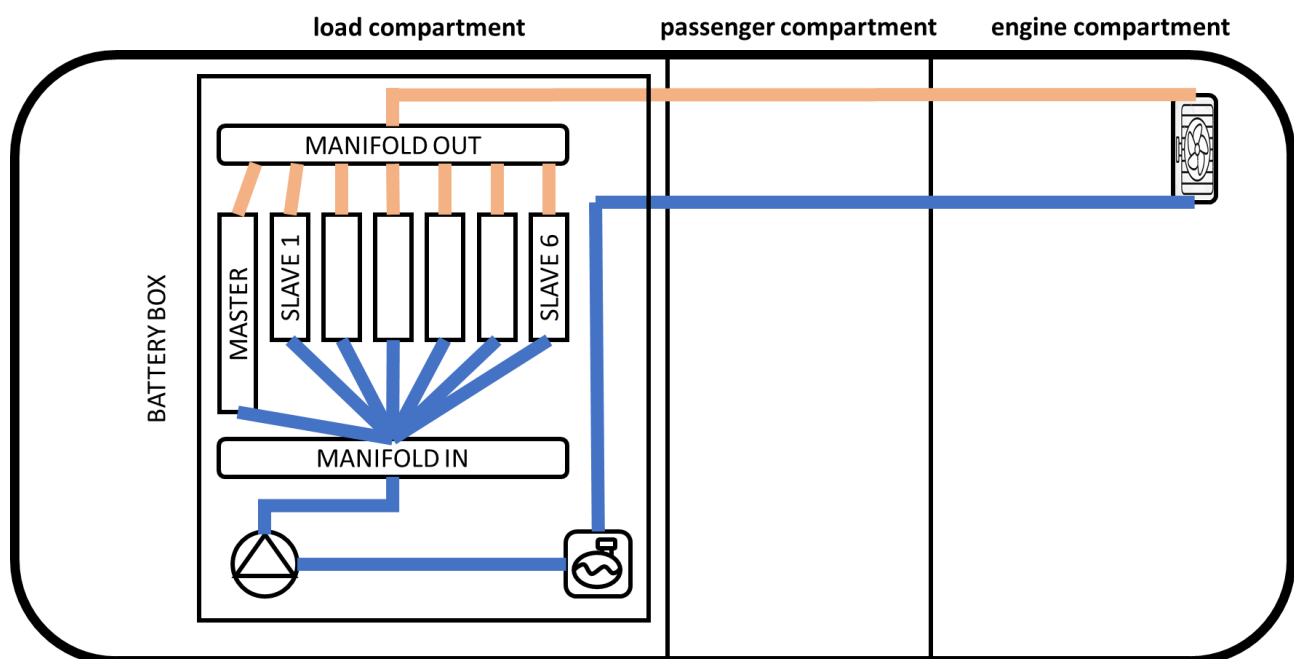 load compartment
passenger compartment
engine compartment
MANIFOLD OUT
BATTERY BOX
MASTER
SLAVE 1
SLAVE 6
MANIFOLD IN